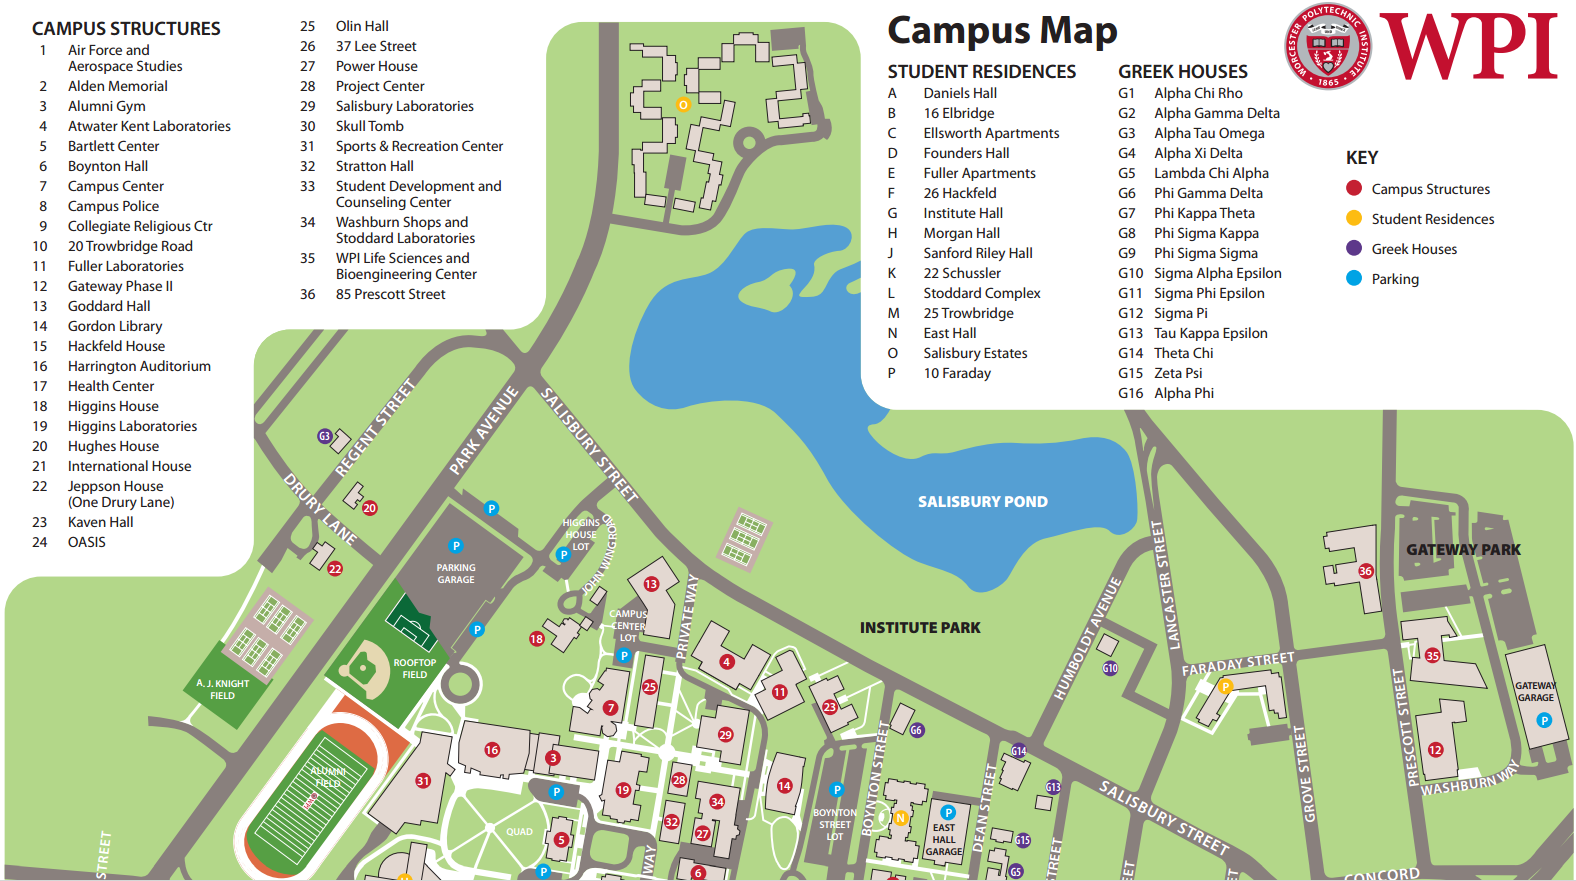 CAMPUS STRUCTURES
1 Air Force and
Aerospace Studies
2 Alden Memorial
3 Alumni Gym
4 Atwater Kent Laboratories
5 Bartlett Center
6 Boynton Hall
7 Campus Center
8 Campus Police
9 Collegiate Religious Ctr
10 20 Trowbridge Road
11 Fuller Laboratories
12 Gateway Phase II
13 Goddard Hall
14 Gordon Library
15 Hackfeld House
16 Harrington Auditorium
17 Health Center
18 Higgins House
19 Higgins Laboratories
20 Hughes House
21 International House
22 Jeppson House
(One Drury Lane)
23 Kaven Hall
24 OASIS
25 Olin Hall
26 37 Lee Street
27 Power House
28 Project Center
29 Salisbury Laboratories
30 Skull Tomb
31 Sports & Recreation Center
32 Stratton Hall
33 Student Development and
Counseling Center
34 Washburn Shops and
Stoddard Laboratories
35 WPI Life Sciences and
Bioengineering Center
36 85 Prescott Street
Campus Map
STUDENT RESIDENCES
A Daniels Hall
B 16 Elbridge
C Ellsworth Apartments
D Founders Hall
E Fuller Apartments
F 26 Hackfeld
G Institute Hall
H Morgan Hall
J Sanford Riley Hall
K 22 Schussler
L Stoddard Complex
M 25 Trowbridge
N East Hall
O Salisbury Estates
P 10 Faraday
GREEK HOUSES
G1 Alpha Chi Rho
G2 Alpha Gamma Delta
G3 Alpha Tau Omega
G4 Alpha Xi Delta
G5 Lambda Chi Alpha
G6 Phi Gamma Delta
G7 Phi Kappa Theta
G8 Phi Sigma Kappa
G9 Phi Sigma Sigma
G10 Sigma Alpha Epsilon
G11 Sigma Phi Epsilon
G12 Sigma Pi
G13 Tau Kappa Epsilon
G14 Theta Chi
G15 Zeta Psi
G16 Alpha Phi
WORCESTER POLYTECHNIC INSTITUTE
1865
WPI
KEY
Campus Structures
Student Residences
Greek Houses
Parking
O
G3
REGENT STREET
PARK AVENUE
SALISBURY STREET
DRURY LANE
20
22
P
P
PARKING
GARAGE
HIGGINS
HOUSE
LOT
P
JOHN WING ROAD
SALISBURY POND
13
CAMPUS
CENTER
LOT
P
PRIVATE WAY
18
P
INSTITUTE PARK
HUMBOLDT AVENUE
LANCASTER STREET
GATEWAY PARK
36
A. J. KNIGHT
FIELD
ROOFTOP
FIELD
4
11
25
7
23
29
G6
G10
FARADAY STREET
P
35
GATEWAY
GARAGE
P
PRESCOTT STREET
GROVE STREET
12
WASHBURN WAY
16
3
31
ALUMNI
FIELD
19
28
14
P
P
BOYNTON
STREET
LOT
BOYNTON STREET
G14
G13
DEAN STREET
SALISBURY STREET
34
32
27
N
P
EAST
HALL
GARAGE
QUAD
5
G15
G5
6
P
WAY
STREET
STREET
CONCORD